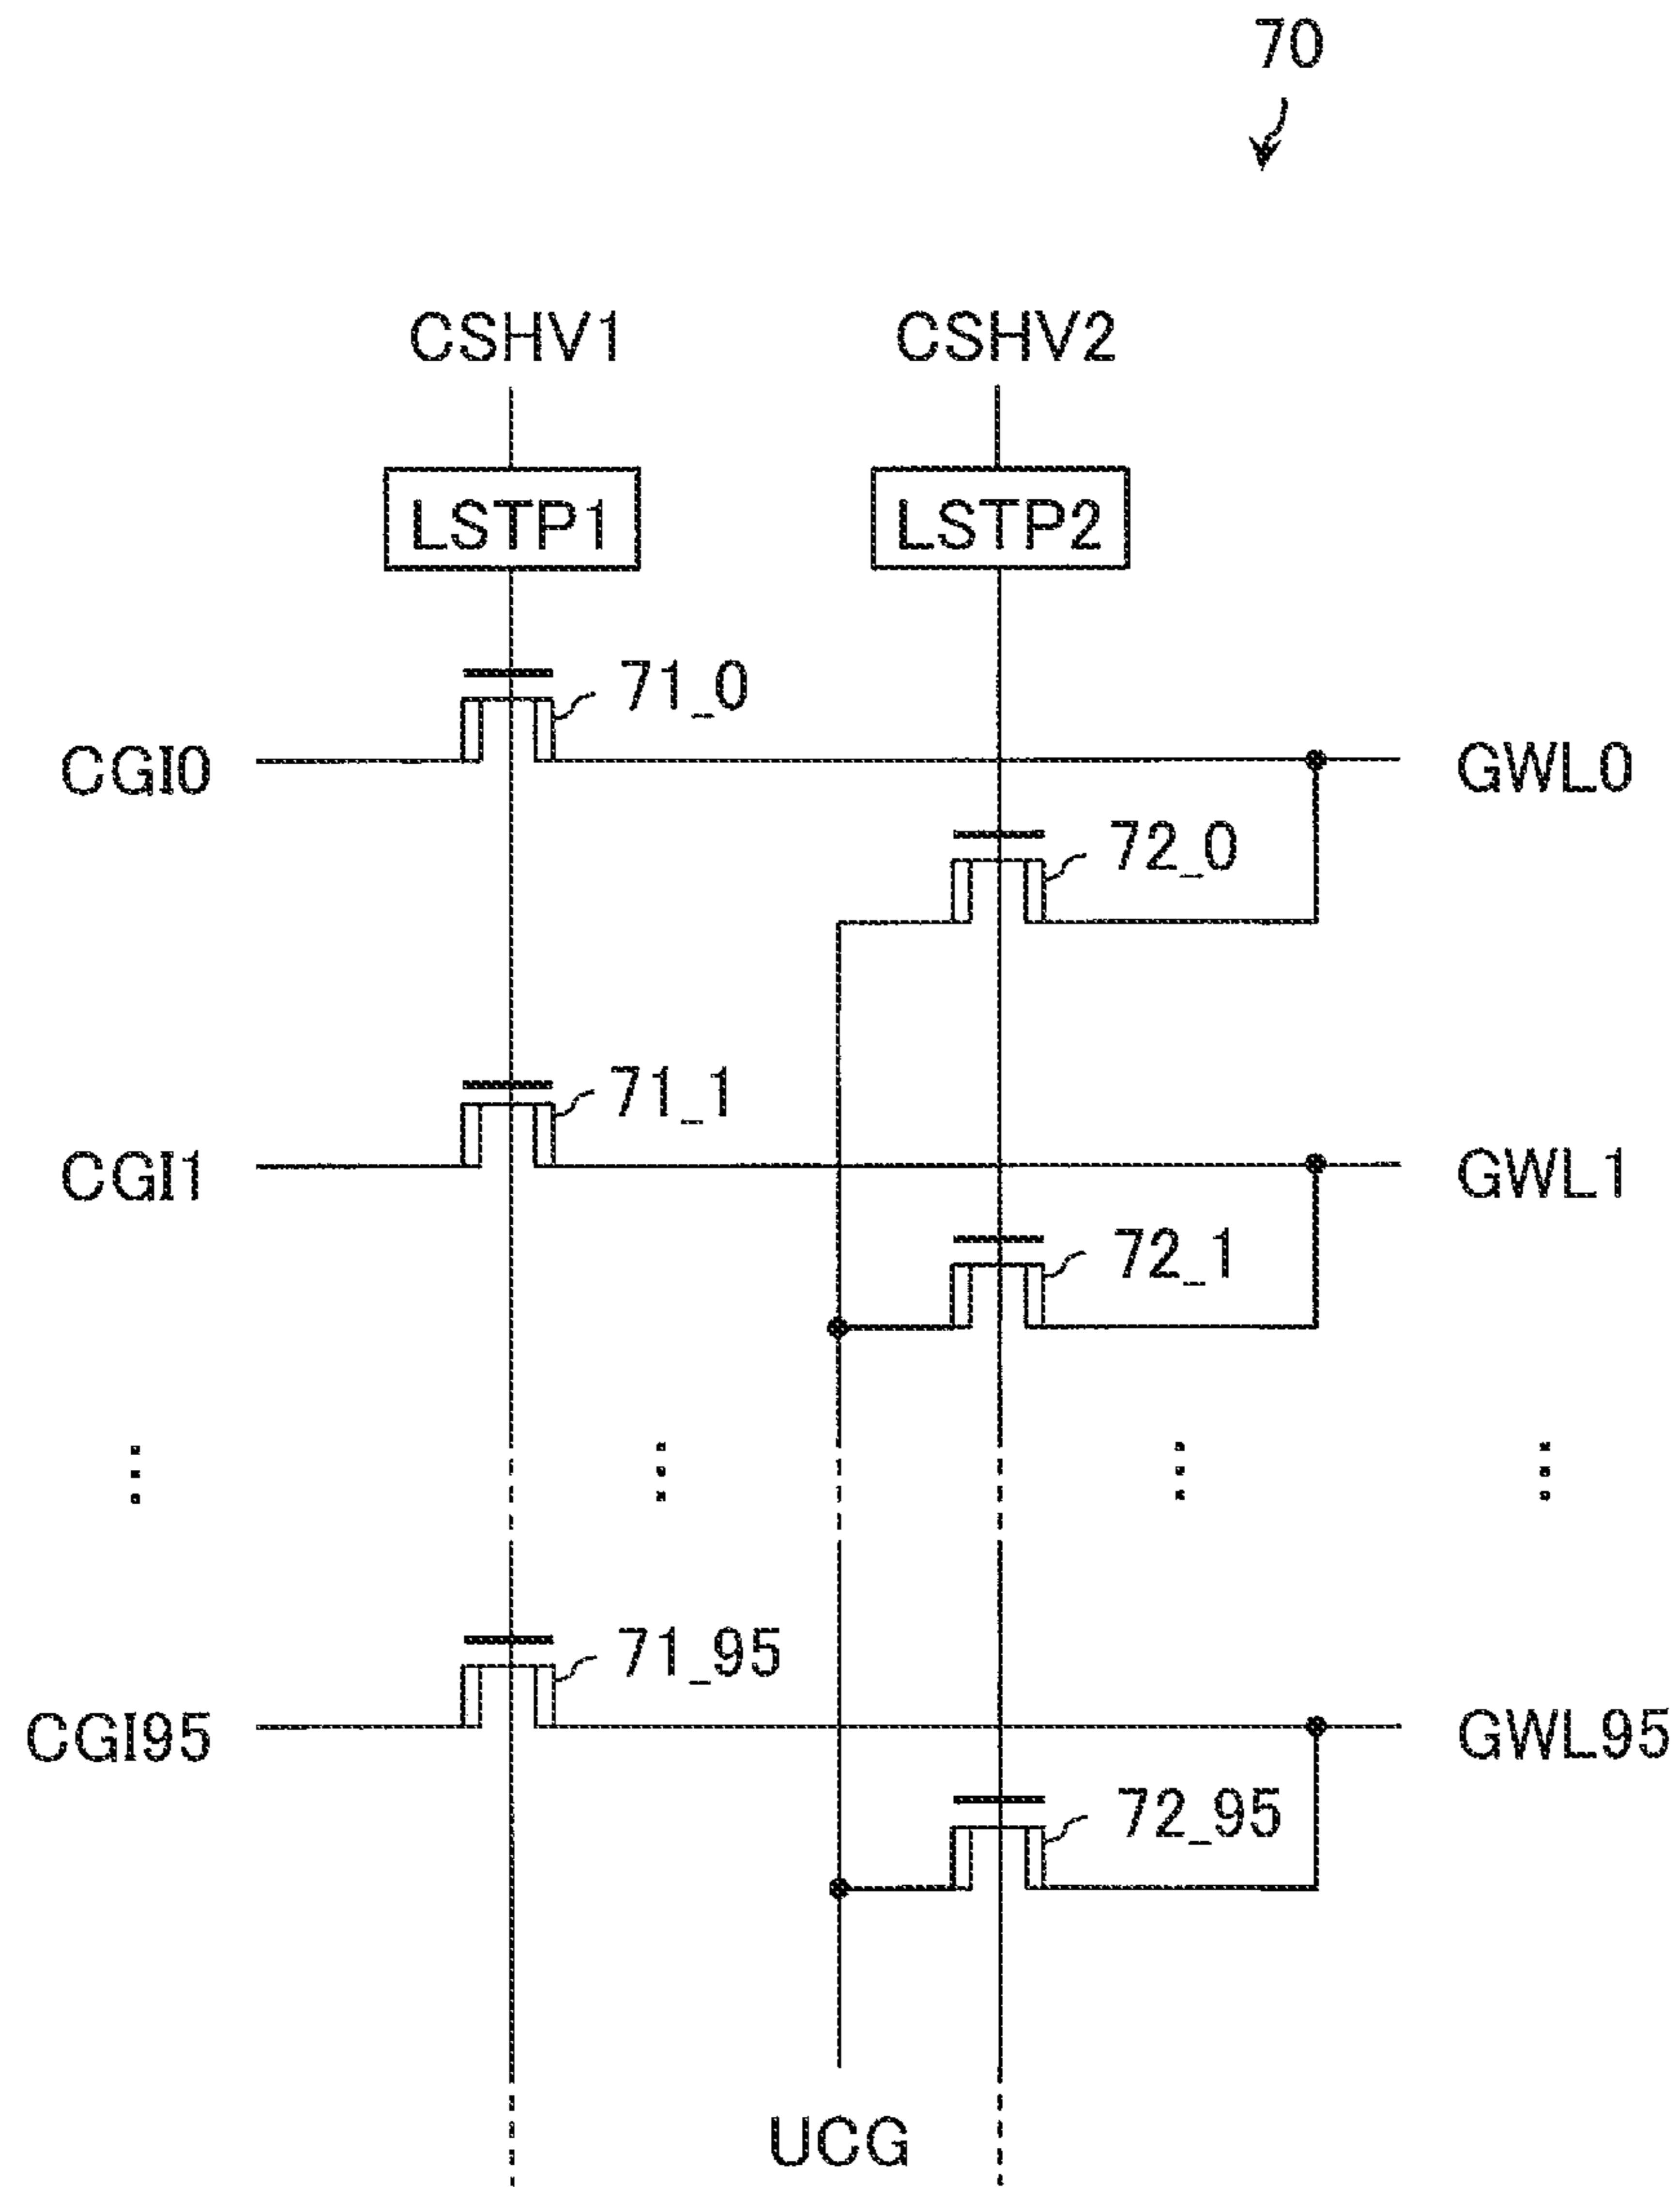 70
CSHV1 CSHV2
LSTP1 LSTP2
71_0
CGI0 GWL0
72_0
71_1
CGI1 GWL1
72_1
71_95
CGI95 GWL95
72_95
UCG